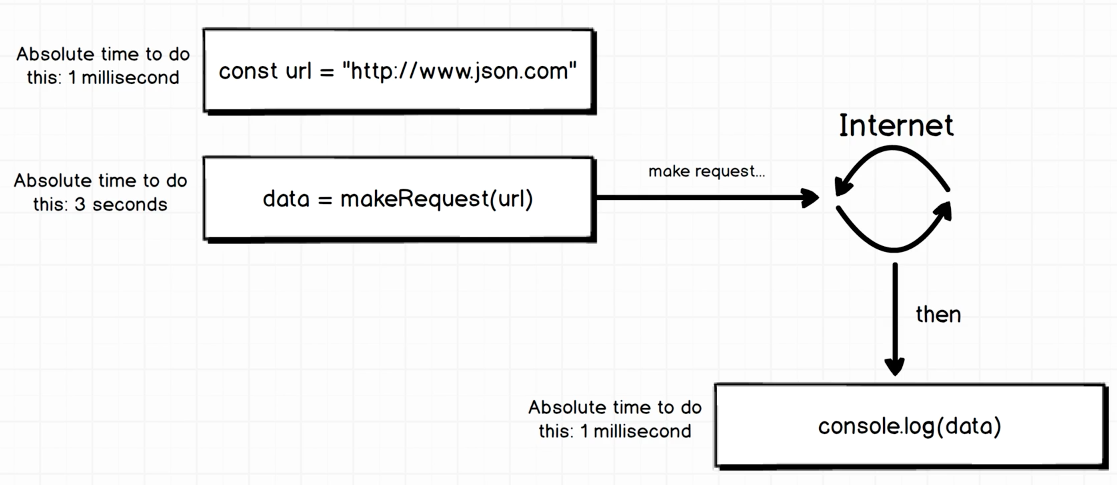 Absolute time to do
this: 1 millisecond
const url = "http://www.json.com"
Internet
Absolute time to do
this: 3 seconds
data = makeRequest(url)
make request...
then
Absolute time to do
this: 1 millisecond
console.log(data)